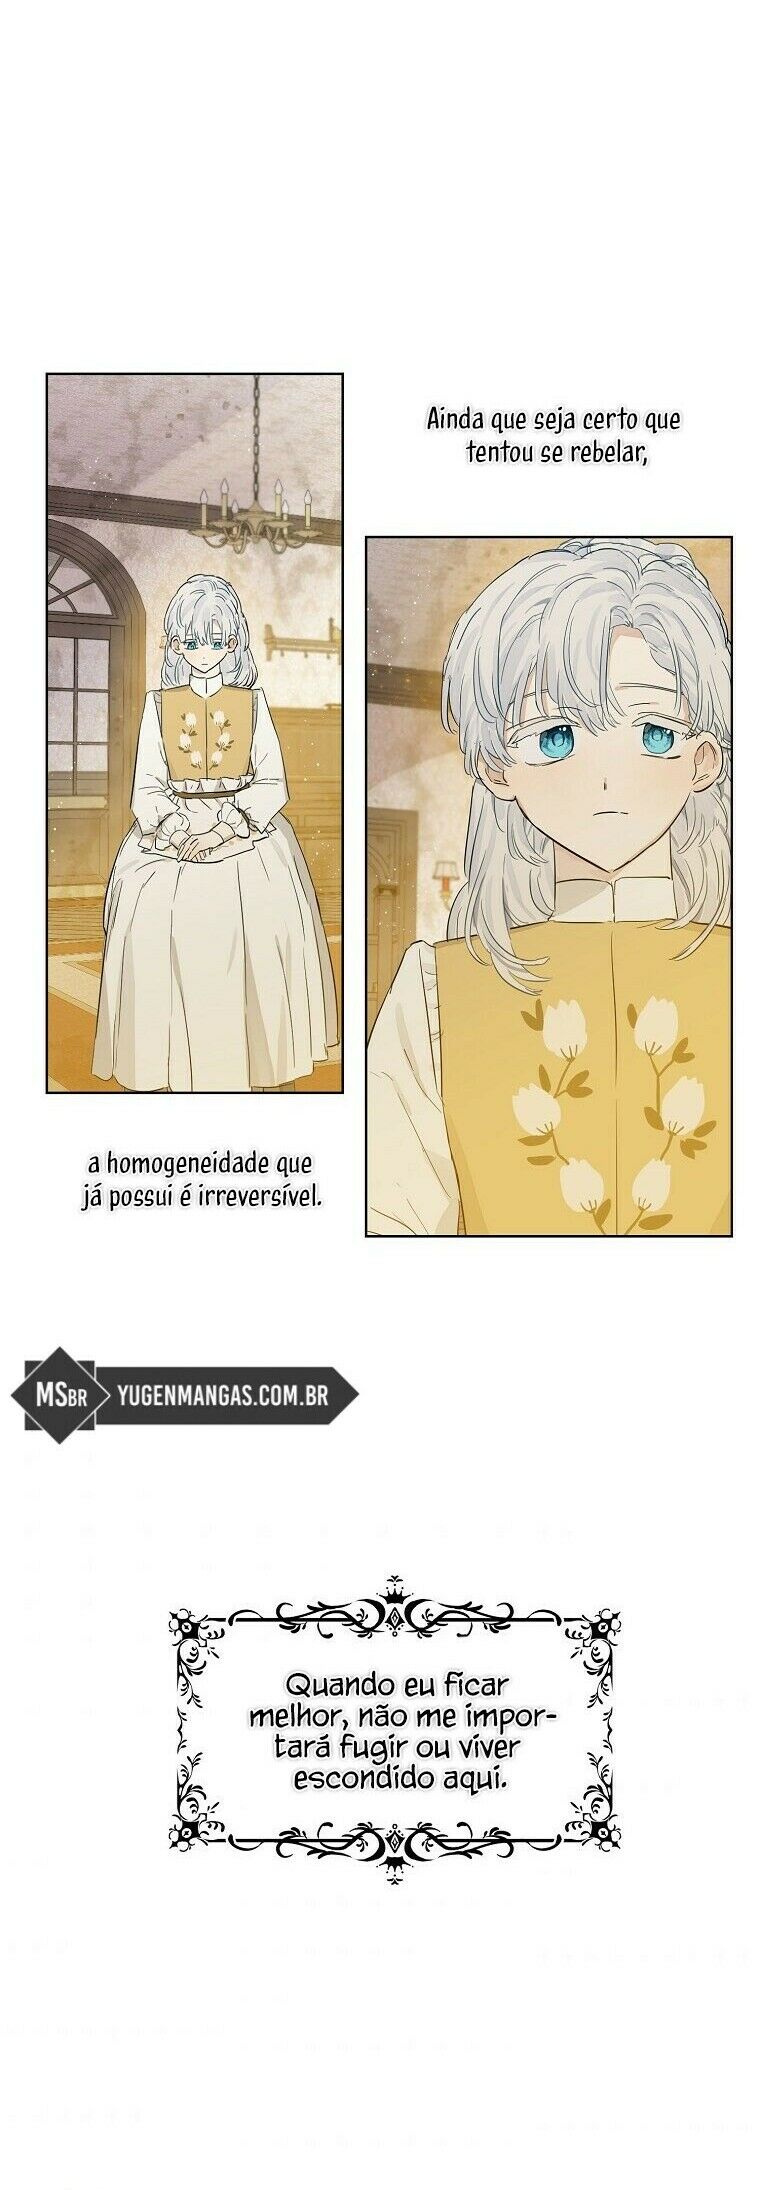 Ainda que seja certo que
tentou se rebelar,
a homogeneidade que
já possui é irreversível.
MSBR YUGENMANGAS.COM.BR
Quando eu ficar
melhor, não me impor-
tará fugir ou viver
escondido aqui.